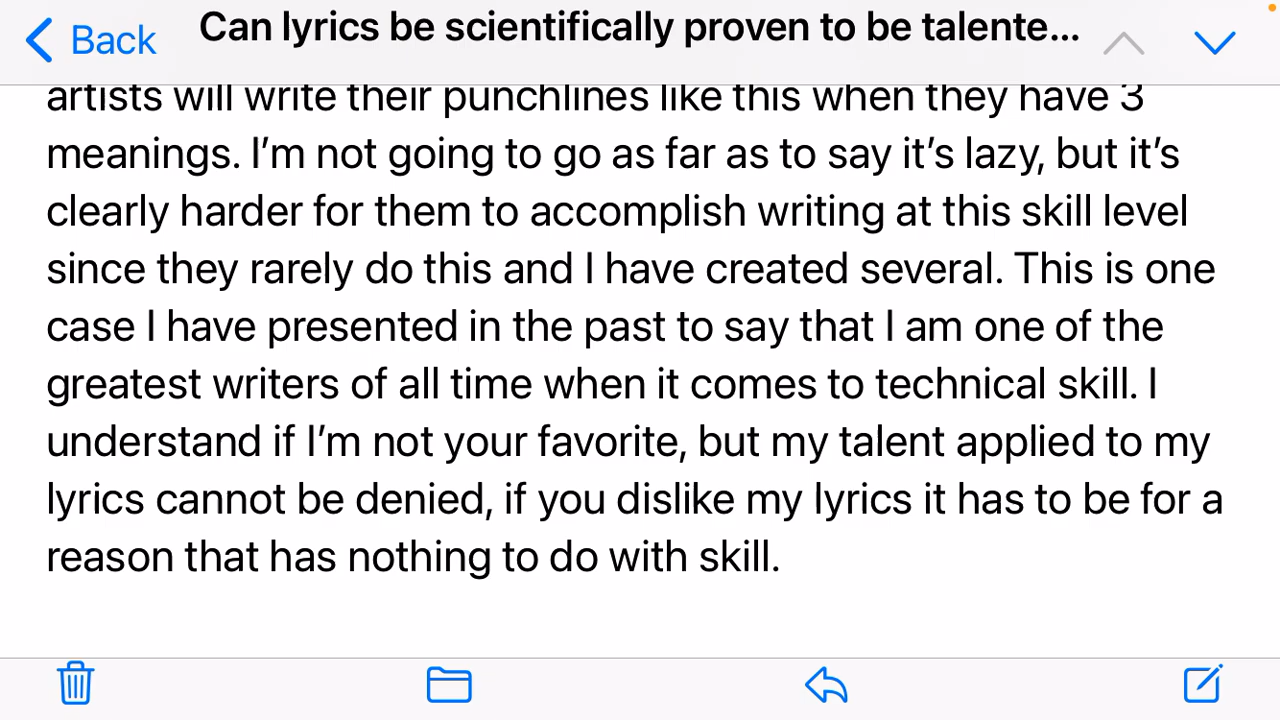 Back
Can lyrics be scientifically proven to be talente...
artists will write their punchlines like this when they have 3
meanings. I’m not going to go as far as to say it’s lazy, but it’s
clearly harder for them to accomplish writing at this skill level
since they rarely do this and I have created several. This is one
case I have presented in the past to say that I am one of the
greatest writers of all time when it comes to technical skill. I
understand if I’m not your favorite, but my talent applied to my
lyrics cannot be denied, if you dislike my lyrics it has to be for a
reason that has nothing to do with skill.